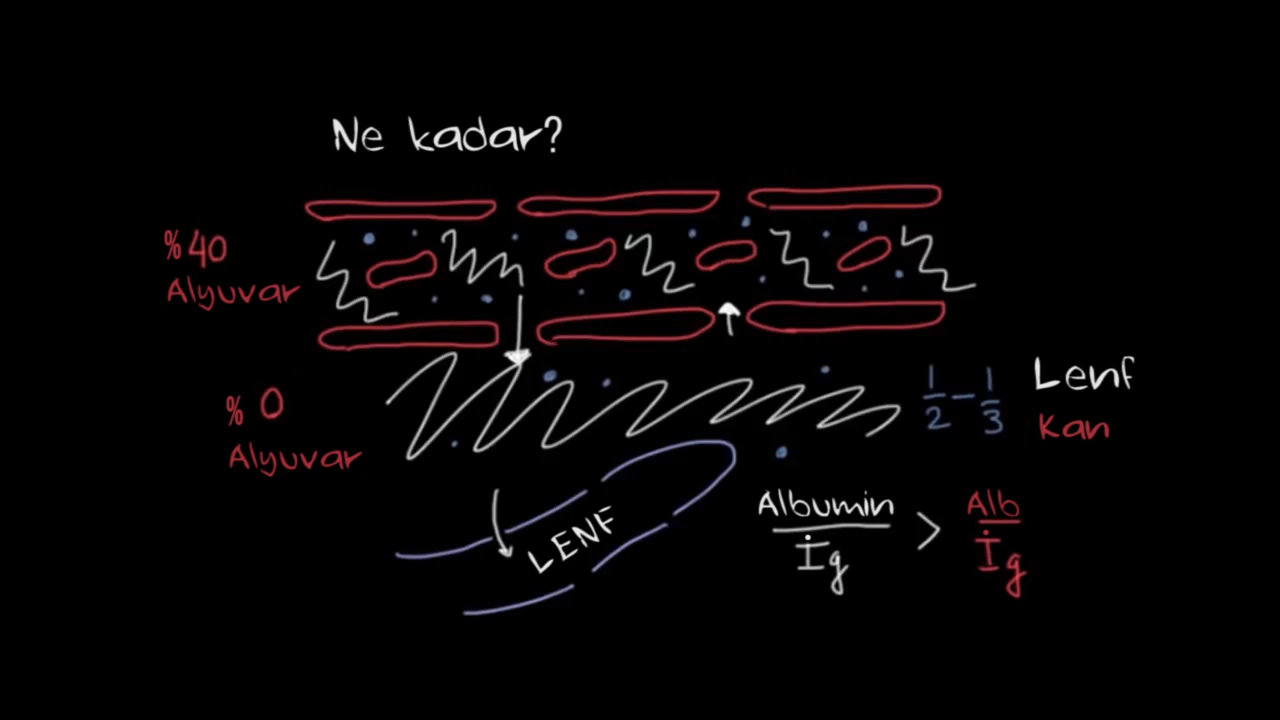 Ne kadar?
%40
Alyuvar
% 0
Alyuvar
1/2 - 1/3
Lenf
Kan
LENF
Albumin
İg
>
Alb
İg